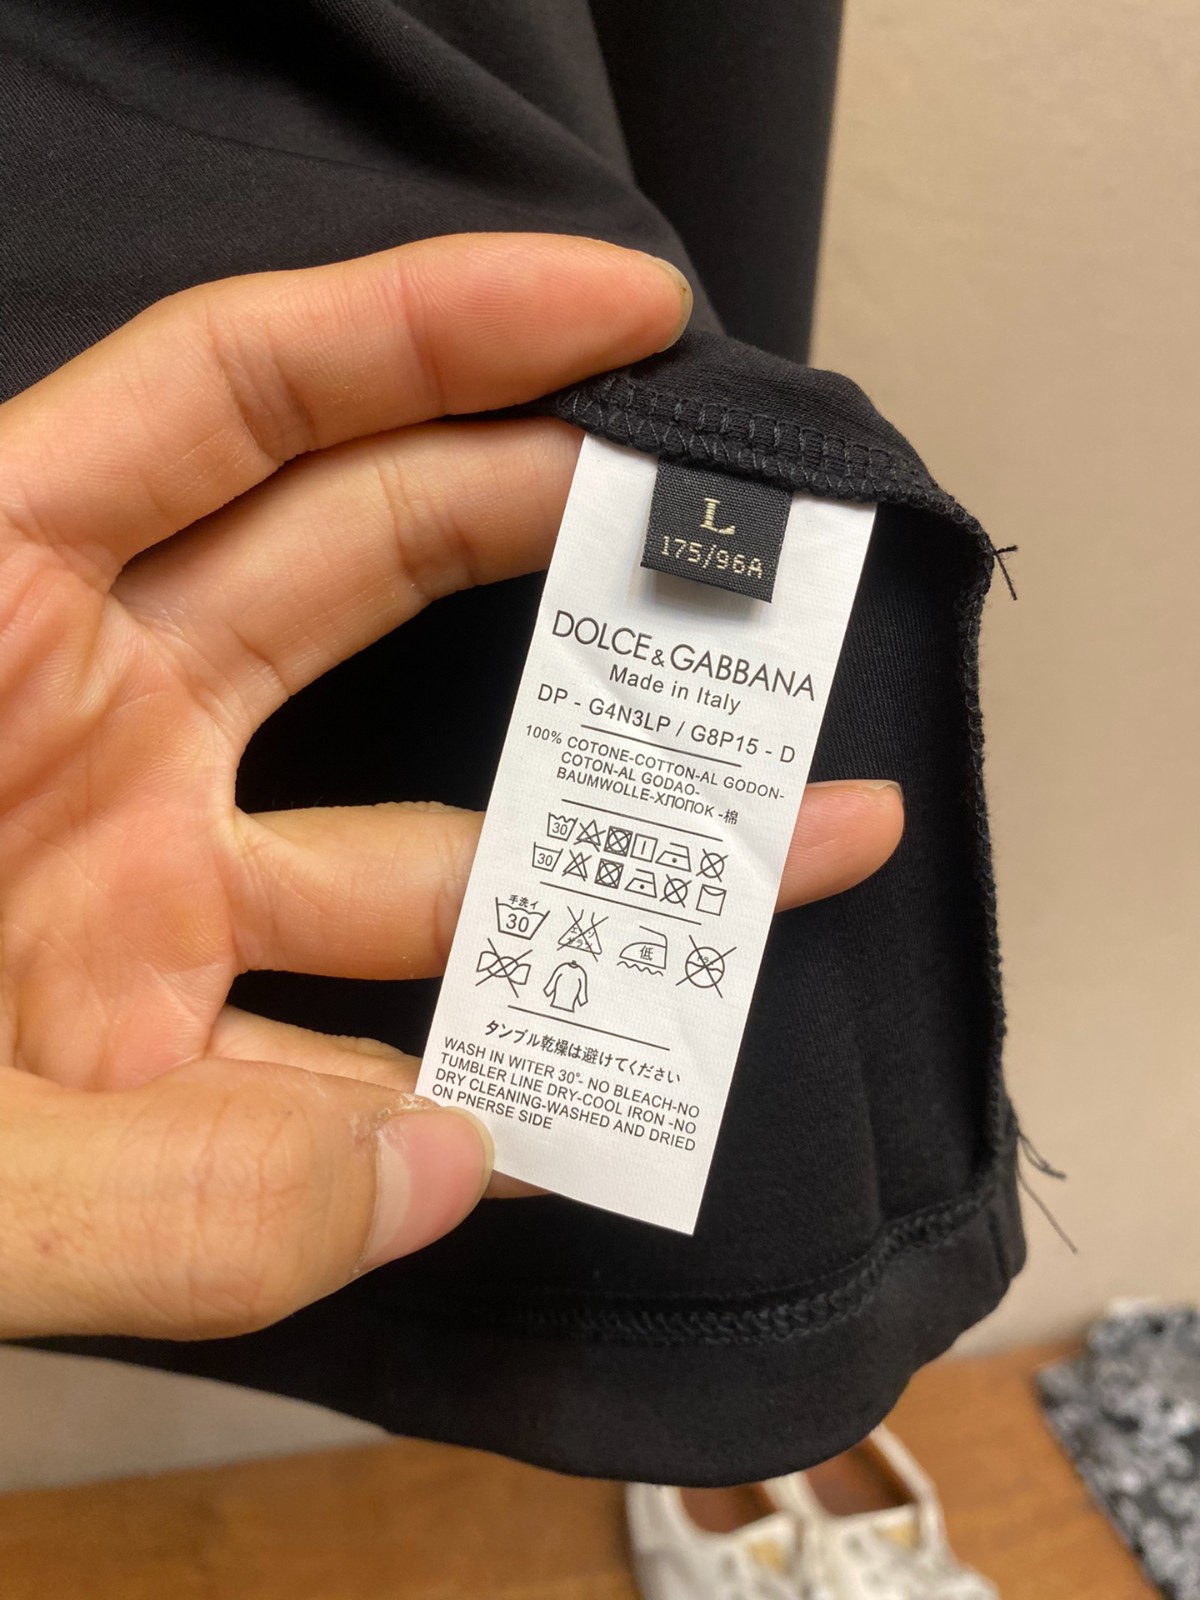 L
175/96A
DOLCE&GABBANA
Made in Italy
DP - G4N3LP / G8P15 - D
100% COTONE-COTTON-AL GODON-
COTON-AL GODAO-
BAUMWOLLE-ХЛОПОК -棉
30
30
手洗イ
30
低
タンブル乾燥は避けてください
WASH IN WITER 30°- NO BLEACH-NO
TUMBLER LINE DRY-COOL IRON -NO
DRY CLEANING-WASHED AND DRIED
ON PNERSE SIDE